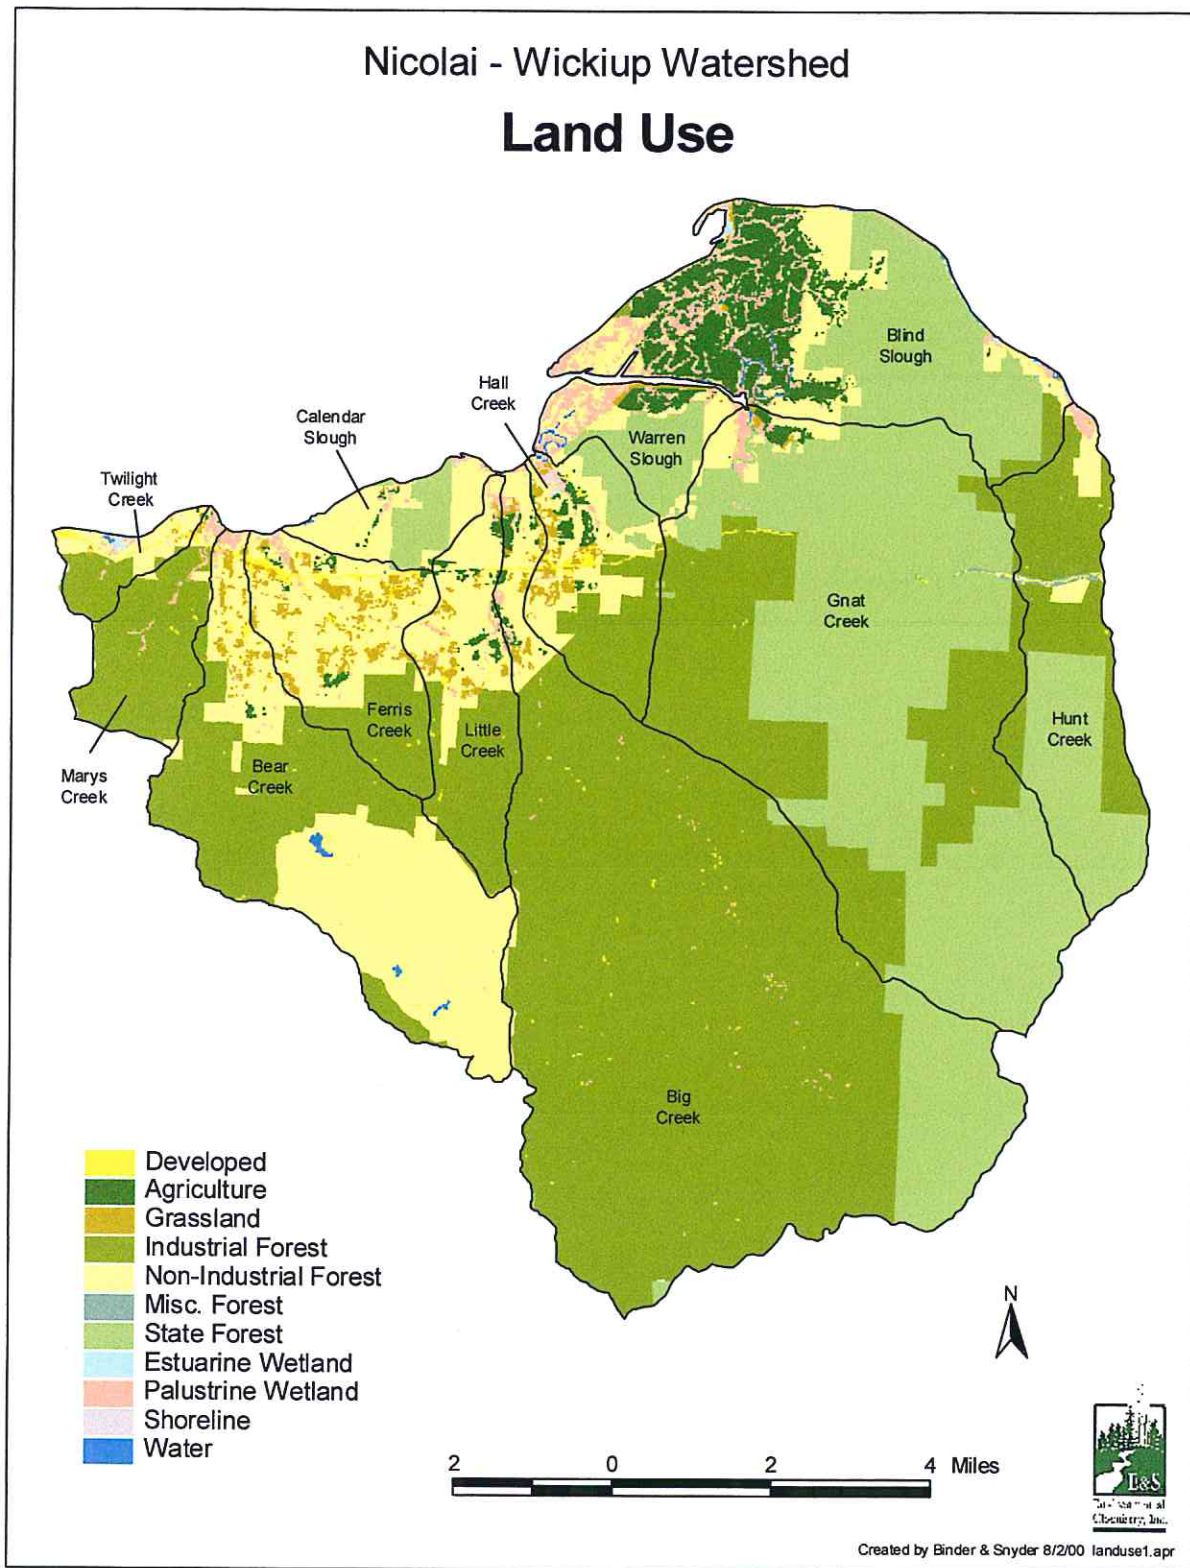 Nicolai - Wickiup Watershed
Land Use
Blind
Slough
Hall
Creek
Calendar
Slough
Warren
Slough
Twilight
Creek
Gnat
Creek
Ferris
Creek
Little
Creek
Hunt
Creek
Marys
Creek
Bear
Creek
Big
Creek
Developed
Agriculture
Grassland
Industrial Forest
Non-Industrial Forest
Misc. Forest
State Forest
Estuarine Wetland
Palustrine Wetland
Shoreline
Water
N
2 0 2 4 Miles
E&S
Chemistry, Inc.
Created by Binder & Snyder 8/2/00 landuse1.apr